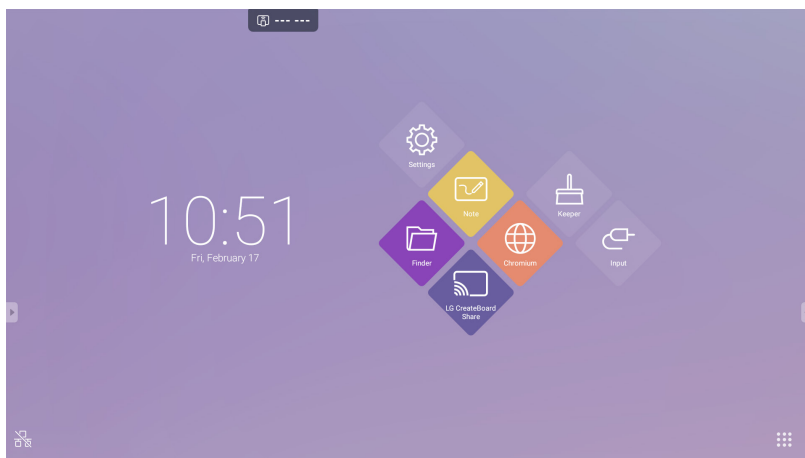 --- ---
Settings
Note
Keeper
10:51
Fri, February 17
Finder
Chromium
Input
LG CreateBoard
Share